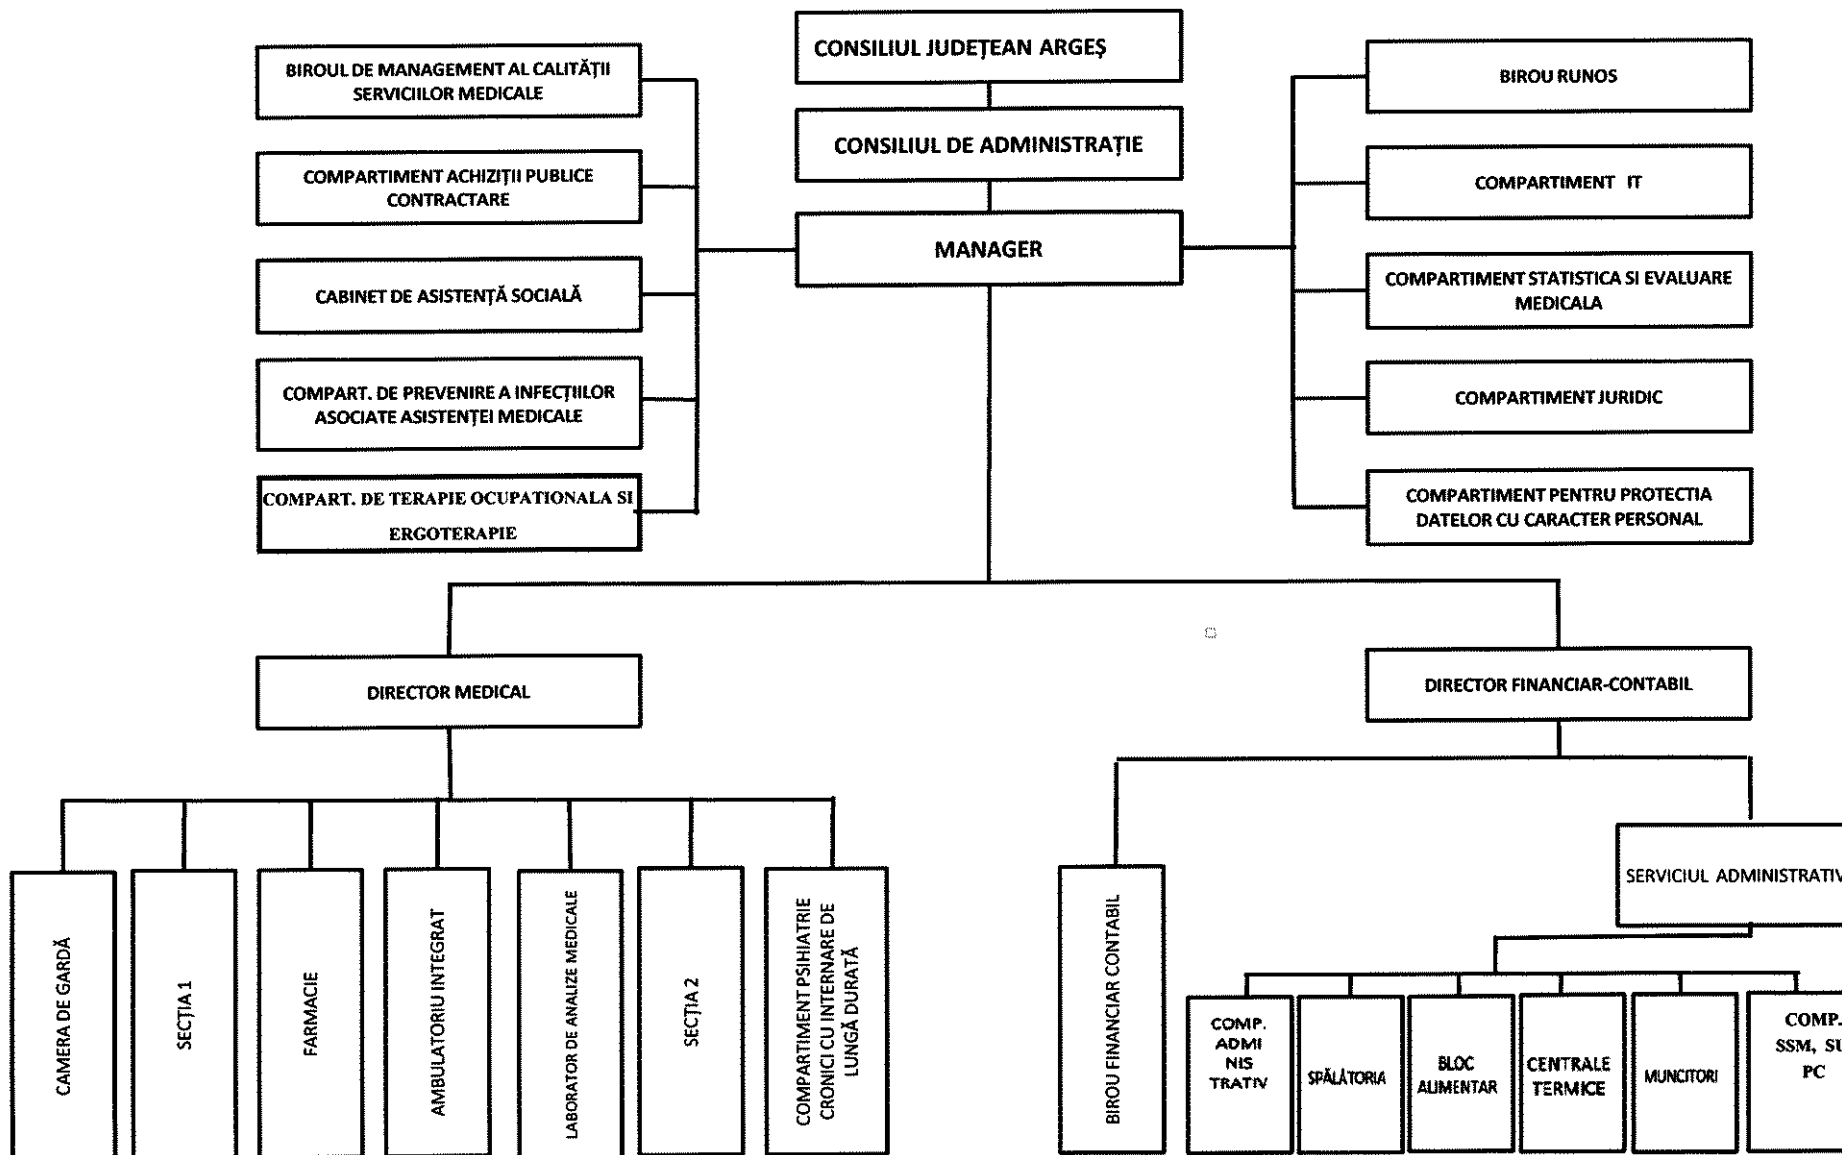 CONSILIUL JUDEȚEAN ARGEȘ
CONSILIUL DE ADMINISTRAȚIE
MANAGER
BIROUL DE MANAGEMENT AL CALITĂȚII
SERVICIILOR MEDICALE
COMPARTIMENT ACHIZIȚII PUBLICE
CONTRACTARE
CABINET DE ASISTENȚĂ SOCIALĂ
COMPART. DE PREVENIRE A INFECȚIILOR
ASOCIATE ASISTENȚEI MEDICALE
COMPART. DE TERAPIE OCUPATIONALA SI
ERGOTERAPIE
BIROU RUNOS
COMPARTIMENT IT
COMPARTIMENT STATISTICA SI EVALUARE
MEDICALA
COMPARTIMENT JURIDIC
COMPARTIMENT PENTRU PROTECTIA
DATELOR CU CARACTER PERSONAL
DIRECTOR MEDICAL
DIRECTOR FINANCIAR-CONTABIL
CAMERA DE GARDĂ
SECȚIA 1
FARMACIE
AMBULATORIU INTEGRAT
LABORATOR DE ANALIZE MEDICALE
SECȚIA 2
COMPARTIMENT PSIHIATRIE
CRONICI CU INTERNARE DE
LUNGĂ DURATĂ
BIROU FINANCIAR CONTABIL
SERVICIUL ADMINISTRATIV
COMP.
ADMI
NIS
TRATIV
SPĂLĂTORIA
BLOC
ALIMENTAR
CENTRALE
TERMICE
MUNCITORI
COMP.
SSM, SU
PC